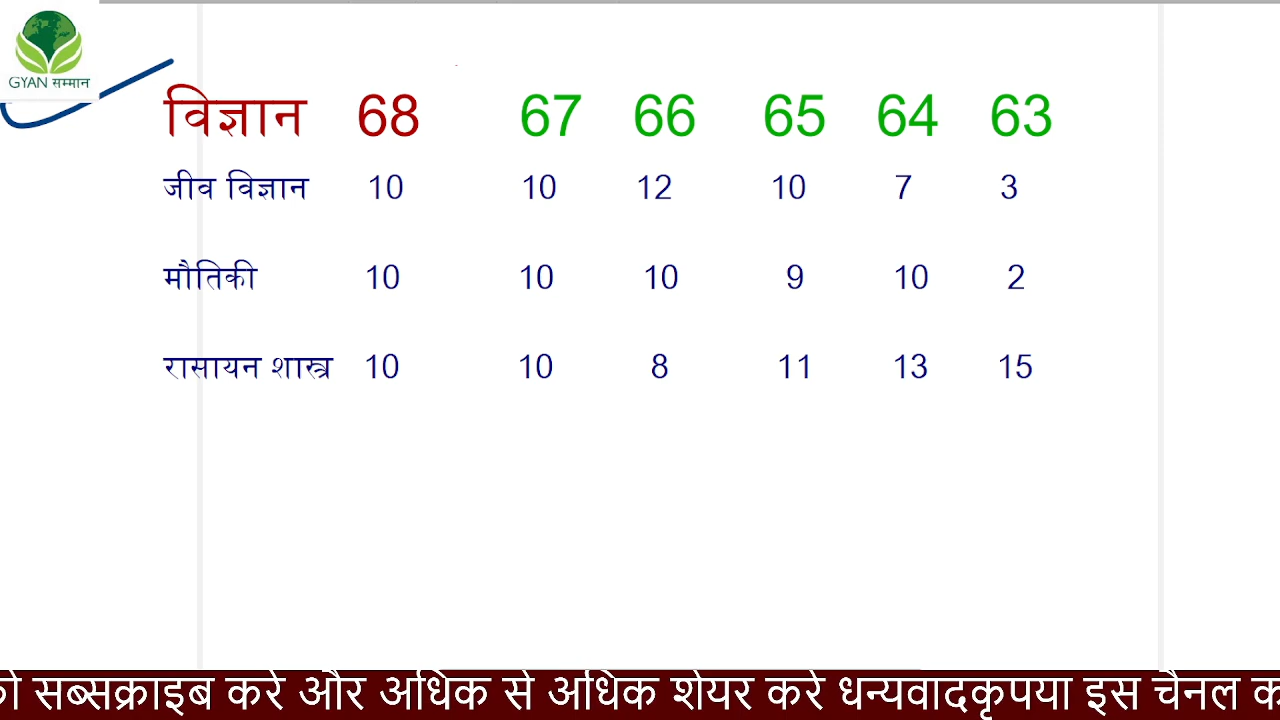 GYAN सम्मान
विज्ञान 68 67 66 65 64 63
जीव विज्ञान 10 10 12 10 7 3
मौतिकी 10 10 10 9 10 2
रासायन शास्त्र 10 10 8 11 13 15
को सब्सक्राइब करे और अधिक से अधिक शेयर करे धन्यवादकृपया इस चैनल क